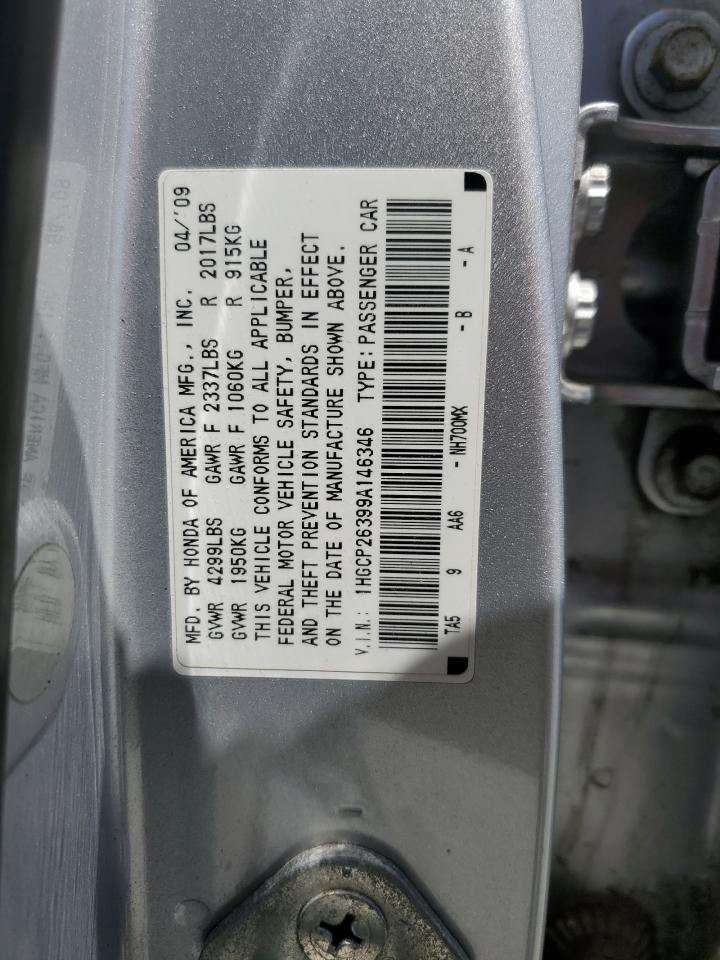 MFD. BY HONDA OF AMERICA MFG., INC. 04/'09
GVWR 4299LBS GAWR F 2337LBS R 2017LBS
GVWR 1950KG GAWR F 1060KG R 915KG
THIS VEHICLE CONFORMS TO ALL APPLICABLE
FEDERAL MOTOR VEHICLE SAFETY, BUMPER,
AND THEFT PREVENTION STANDARDS IN EFFECT
ON THE DATE OF MANUFACTURE SHOWN ABOVE.
V.I.N.: 1HGCP26399A146346 TYPE: PASSENGER CAR
TA5 9 AA6 - NH700MX - B - A